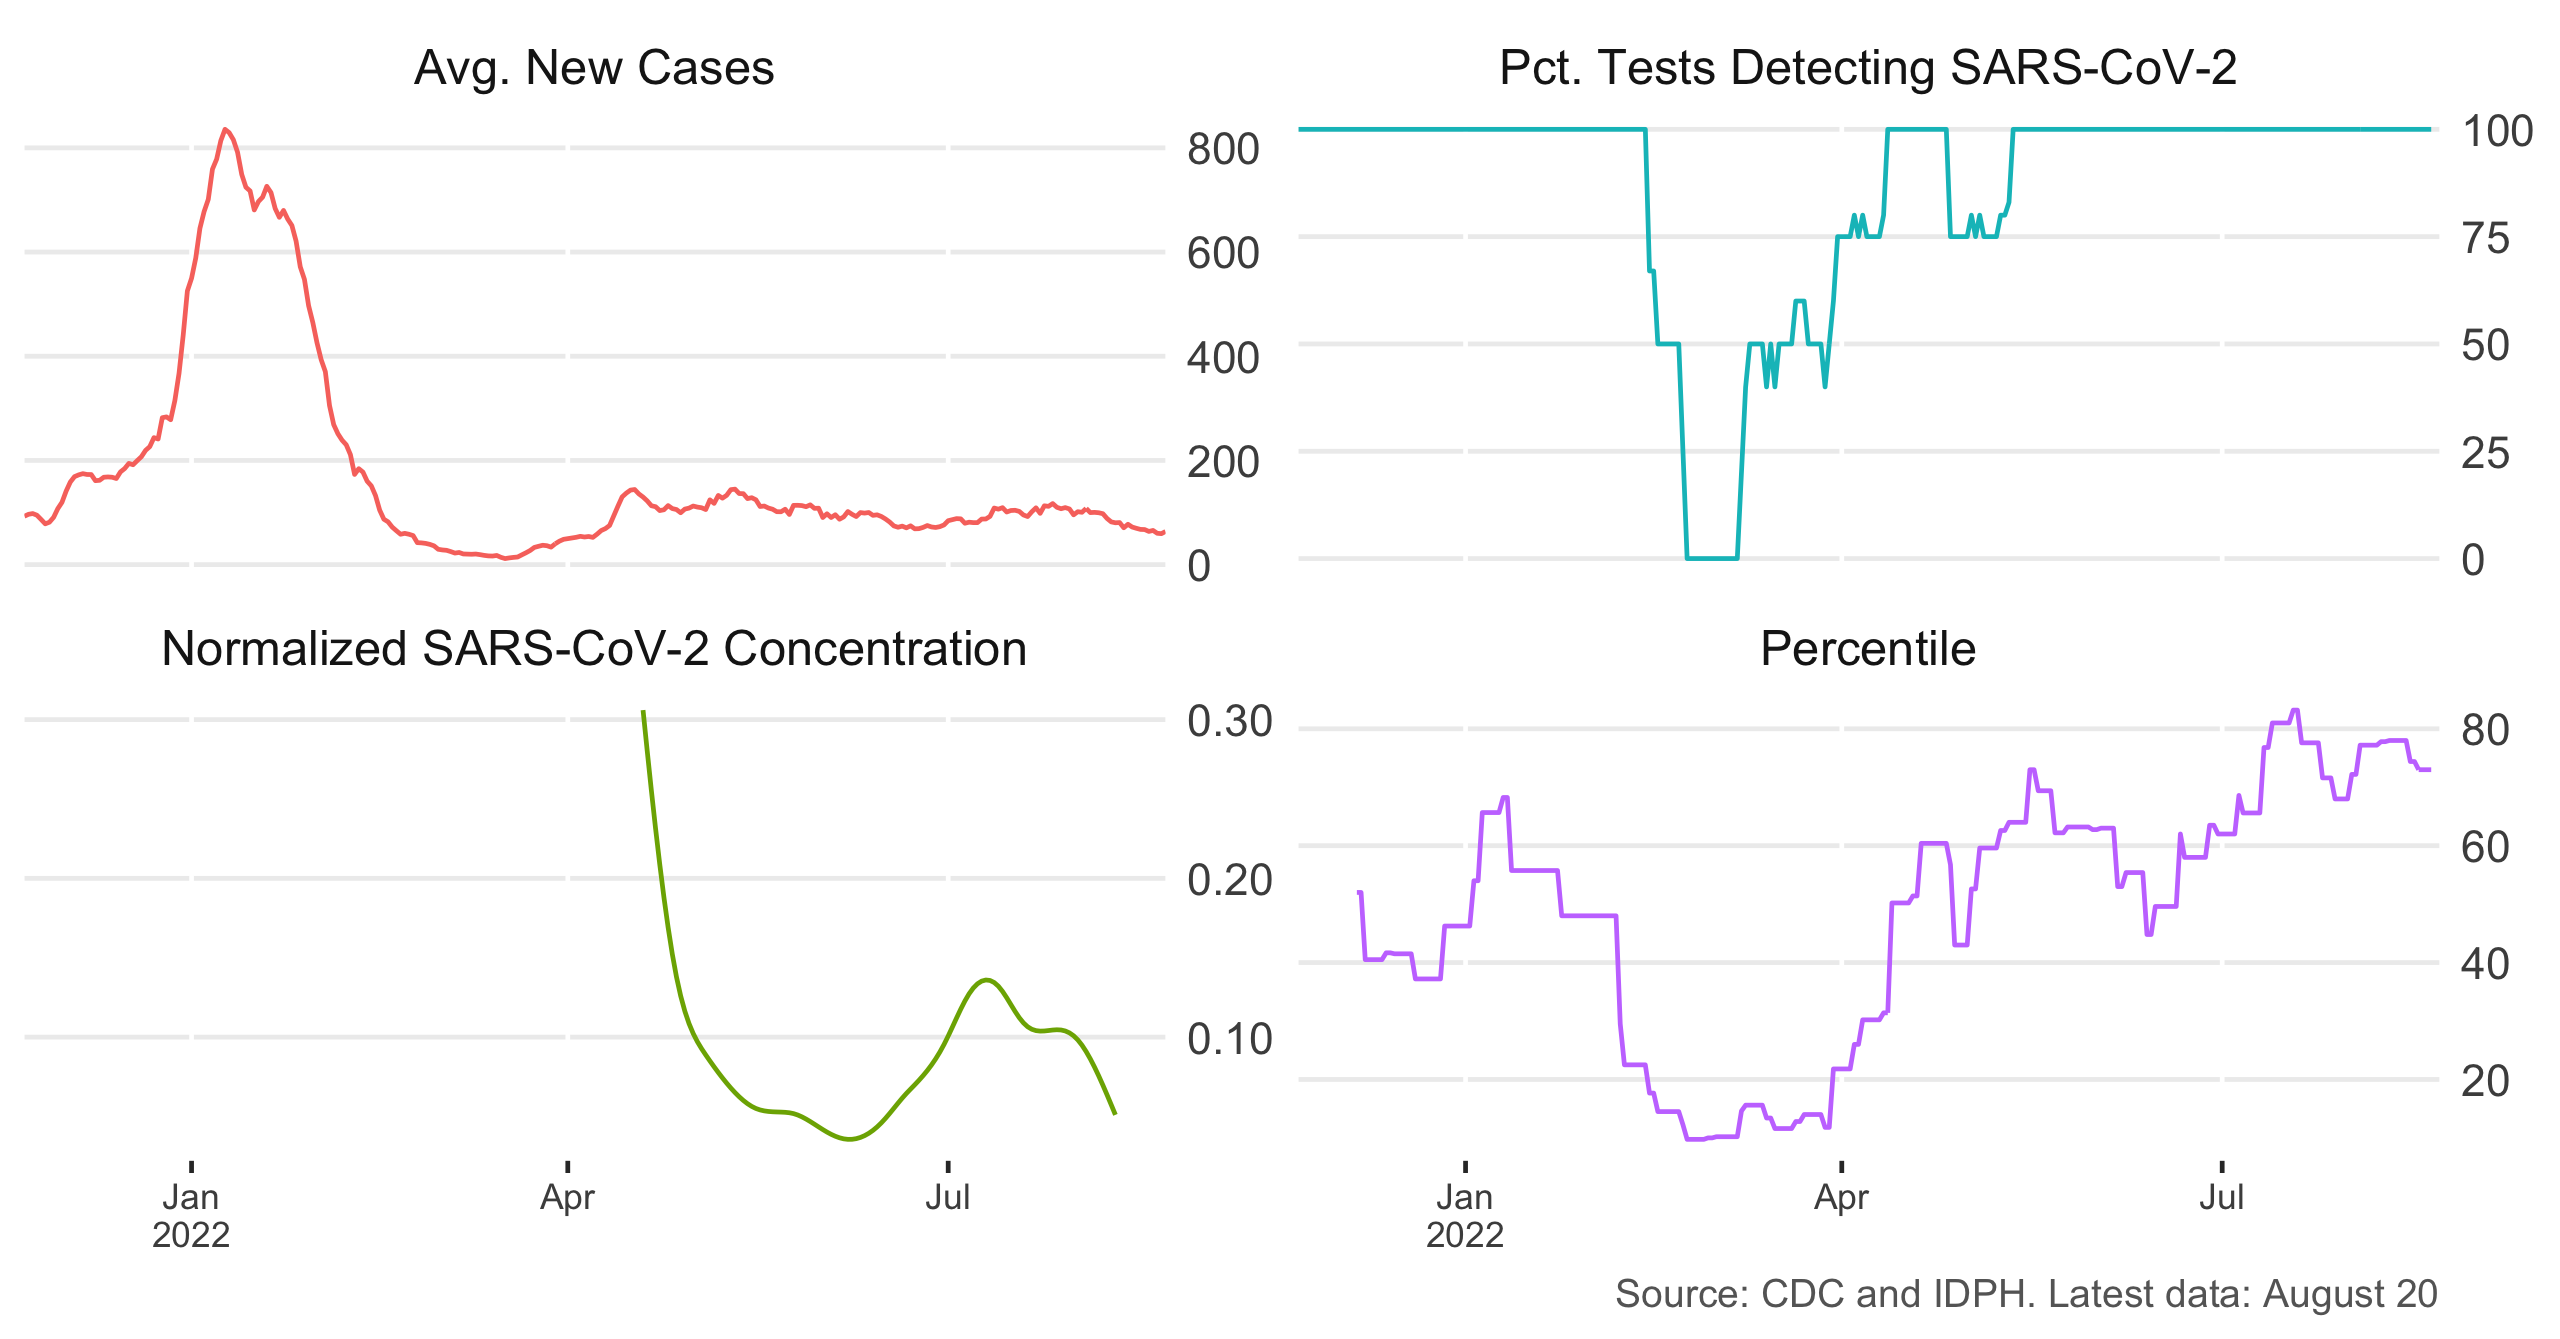 Avg. New Cases
800
600
400
200
0
Pct. Tests Detecting SARS-CoV-2
100
75
50
25
0
Normalized SARS-CoV-2 Concentration
0.30
0.20
0.10
Jan
2022
Apr
Jul
Percentile
80
60
40
20
Jan
2022
Apr
Jul
Source: CDC and IDPH. Latest data: August 20